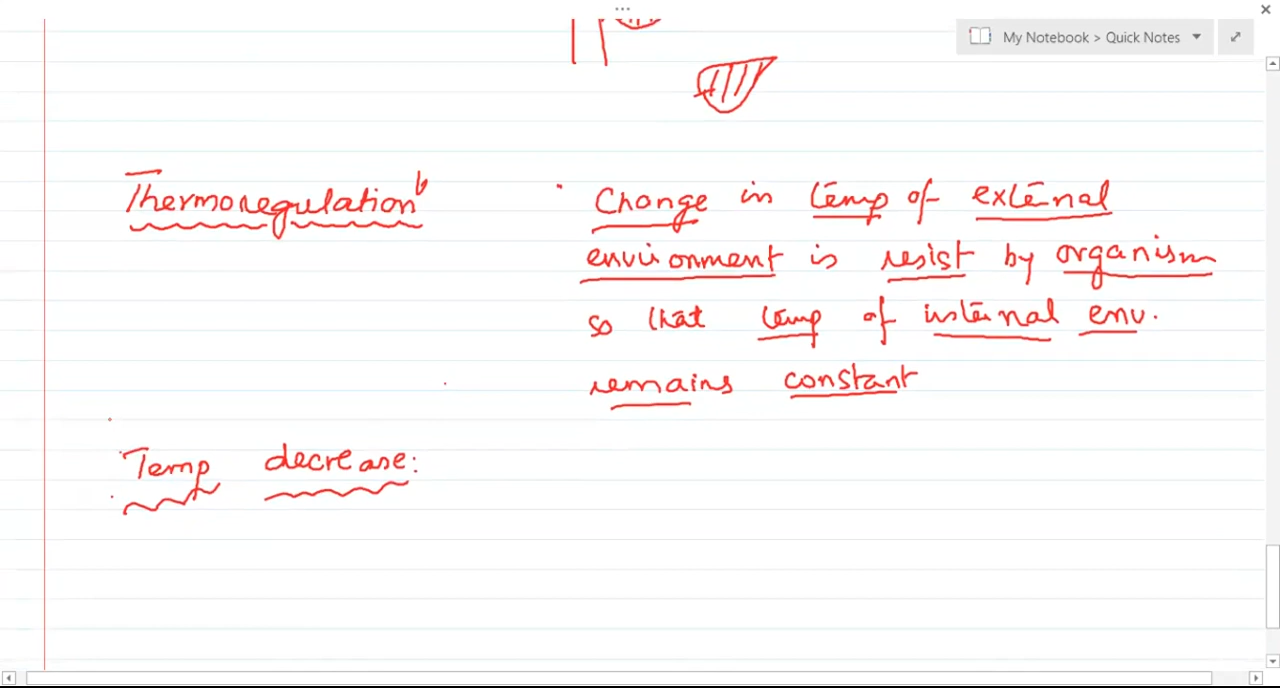 My Notebook > Quick Notes
Thermoregulation
Change in temp of external
environment is resist by organism
so that temp of internal env.
remains constant
Temp decrease: